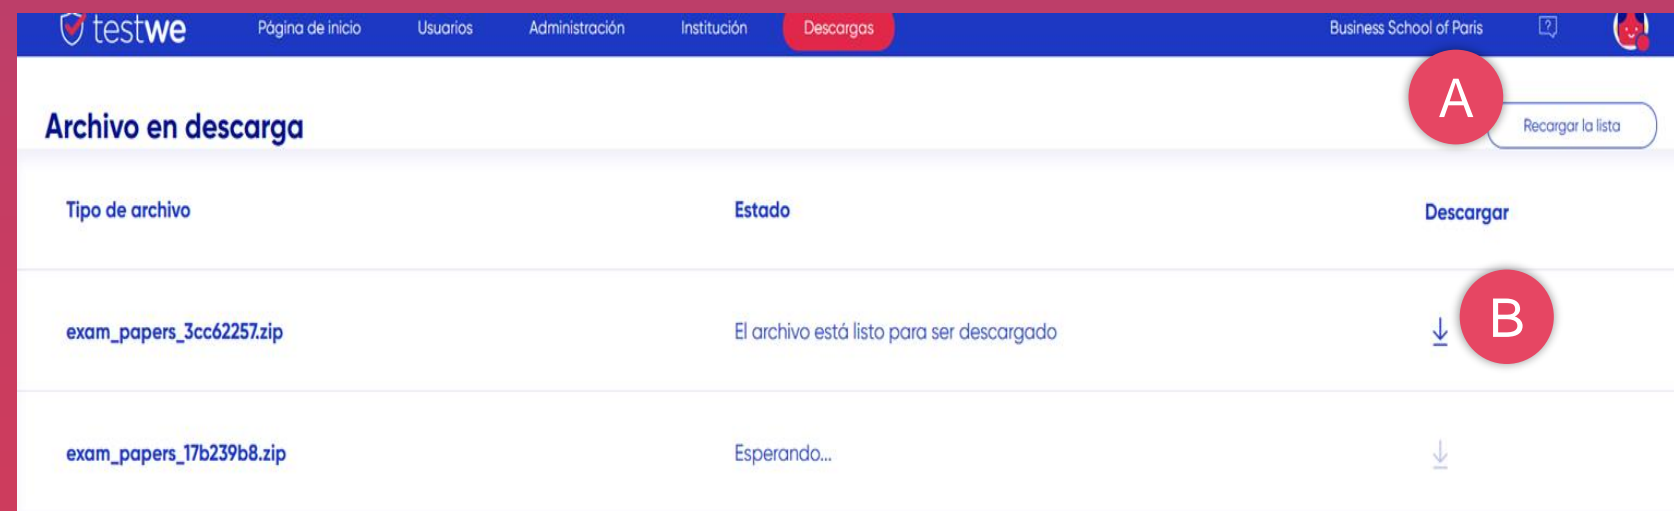 testwe Página de inicio Usuarios Administración Institución Descargas Business School of Paris ?
A
Archivo en descarga Recargar la lista
Tipo de archivo Estado Descargar
exam_papers_3cc62257.zip El archivo está listo para ser descargado B
exam_papers_17b239b8.zip Esperando...